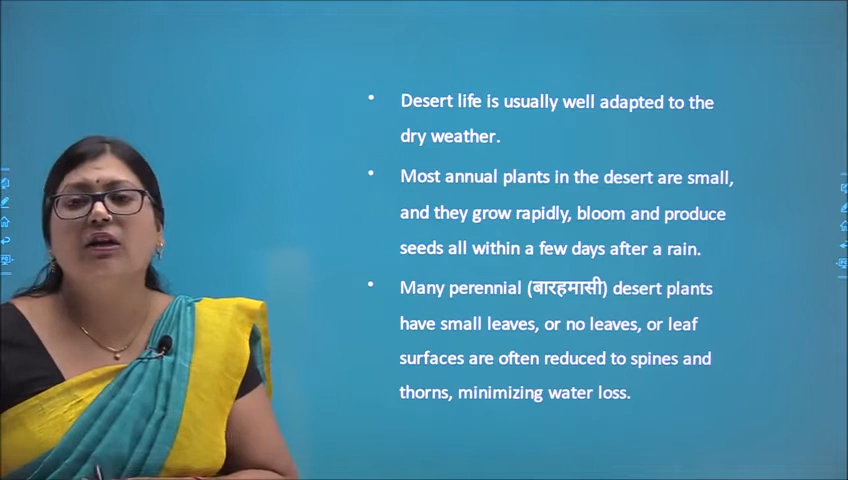 • Desert life is usually well adapted to the
dry weather.
• Most annual plants in the desert are small,
and they grow rapidly, bloom and produce
seeds all within a few days after a rain.
• Many perennial (बारहमासी) desert plants
have small leaves, or no leaves, or leaf
surfaces are often reduced to spines and
thorns, minimizing water loss.